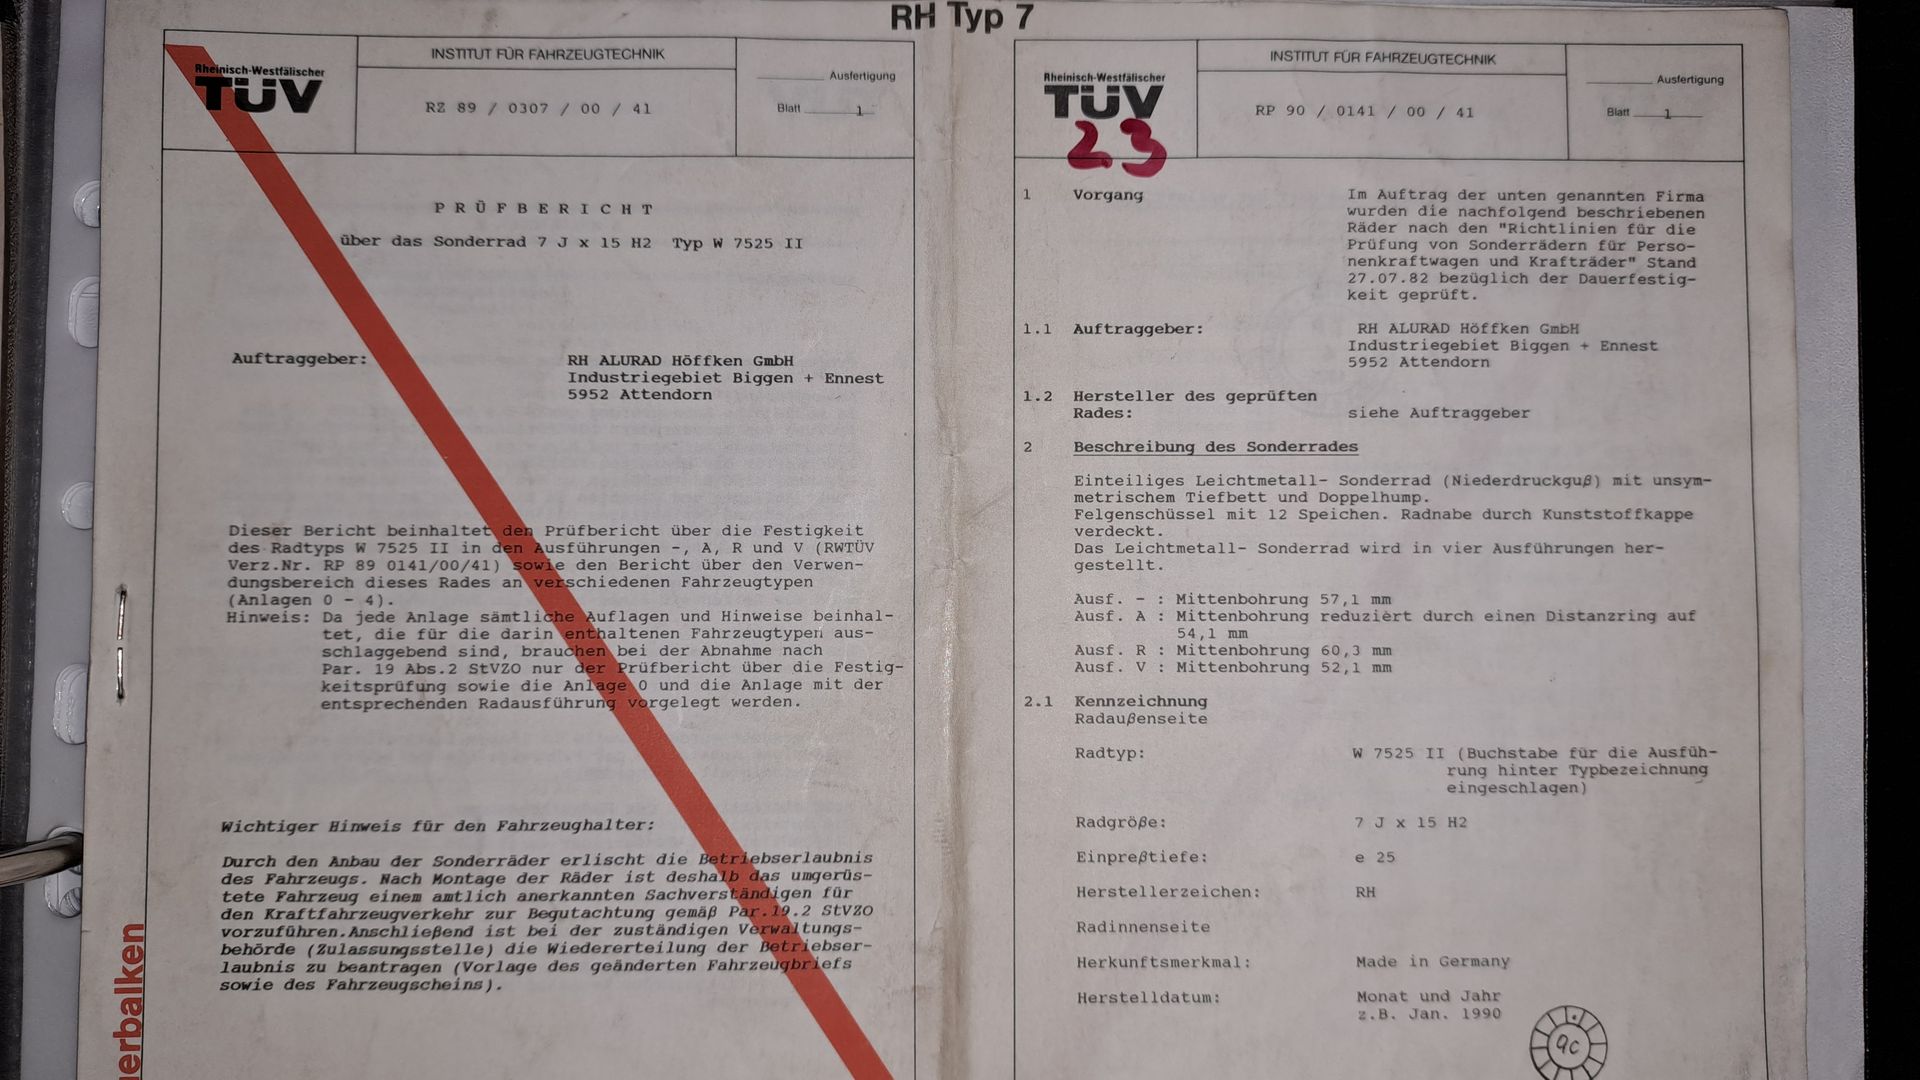 RH Typ 7
Rheinisch-Westfälischer
TÜV
INSTITUT FÜR FAHRZEUGTECHNIK
RZ 89 / 0307 / 00 / 41
Ausfertigung
Blatt 1
PRÜFBERICHT
über das Sonderrad 7 J x 15 H2 Typ W 7525 II
Auftraggeber: RH ALURAD Höffken GmbH
Industriegebiet Biggen + Ennest
5952 Attendorn
Dieser Bericht beinhaltet den Prüfbericht über die Festigkeit
des Radtyps W 7525 II in den Ausführungen -, A, R und V (RWTÜV
Verz.Nr. RP 89 0141/00/41) sowie den Bericht über den Verwen-
dungsbereich dieses Rades an verschiedenen Fahrzeugtypen
(Anlagen 0 - 4).
Hinweis: Da jede Anlage sämtliche Auflagen und Hinweise beinhal-
tet, die für die darin enthaltenen Fahrzeugtypen aus-
schlaggebend sind, brauchen bei der Abnahme nach
Par. 19 Abs.2 StVZO nur der Prüfbericht über die Festig-
keitsprüfung sowie die Anlage 0 und die Anlage mit der
entsprechenden Radausführung vorgelegt werden.
Wichtiger Hinweis für den Fahrzeughalter:
Durch den Anbau der Sonderräder erlischt die Betriebserlaubnis
des Fahrzeugs. Nach Montage der Räder ist deshalb das umgerüs-
tete Fahrzeug einem amtlich anerkannten Sachverständigen für
den Kraftfahrzeugverkehr zur Begutachtung gemäß Par.19.2 StVZO
vorzuführen.Anschließend ist bei der zuständigen Verwaltungs-
behörde (Zulassungsstelle) die Wiedererteilung der Betriebser-
laubnis zu beantragen (Vorlage des geänderten Fahrzeugbriefs
sowie des Fahrzeugscheins).
erbalken
Rheinisch-Westfälischer
TÜV
23
INSTITUT FÜR FAHRZEUGTECHNIK
RP 90 / 0141 / 00 / 41
Ausfertigung
Blatt 1
1 Vorgang Im Auftrag der unten genannten Firma
wurden die nachfolgend beschriebenen
Räder nach den "Richtlinien für die
Prüfung von Sonderrädern für Perso-
nenkraftwagen und Krafträder" Stand
27.07.82 bezüglich der Dauerfestig-
keit geprüft.
1.1 Auftraggeber: RH ALURAD Höffken GmbH
Industriegebiet Biggen + Ennest
5952 Attendorn
1.2 Hersteller des geprüften
Rades: siehe Auftraggeber
2 Beschreibung des Sonderrades
Einteiliges Leichtmetall- Sonderrad (Niederdruckguß) mit unsym-
metrischem Tiefbett und Doppelhump.
Felgenschüssel mit 12 Speichen. Radnabe durch Kunststoffkappe
verdeckt.
Das Leichtmetall- Sonderrad wird in vier Ausführungen her-
gestellt.
Ausf. - : Mittenbohrung 57,1 mm
Ausf. A : Mittenbohrung reduziert durch einen Distanzring auf
54,1 mm
Ausf. R : Mittenbohrung 60,3 mm
Ausf. V : Mittenbohrung 52,1 mm
2.1 Kennzeichnung
Radaußenseite
Radtyp: W 7525 II (Buchstabe für die Ausfüh-
rung hinter Typbezeichnung
eingeschlagen)
Radgröße: 7 J x 15 H2
Einpreßtiefe: e 25
Herstellerzeichen: RH
Radinnenseite
Herkunftsmerkmal: Made in Germany
Herstelldatum: Monat und Jahr
z.B. Jan. 1990
90